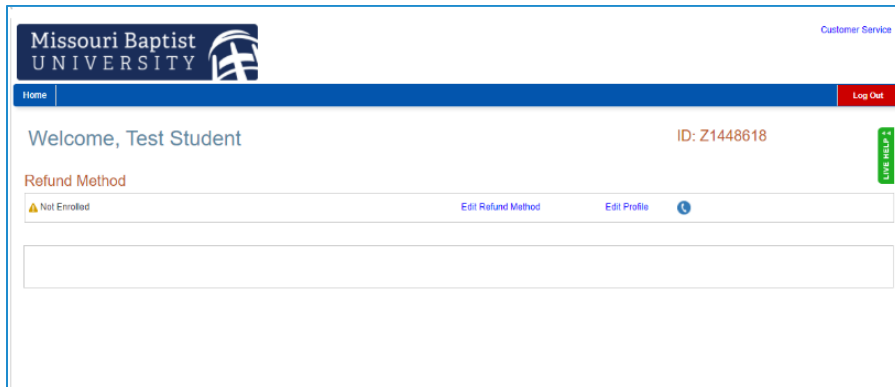 Missouri Baptist
UNIVERSITY
Customer Service
Home
Log Out
Welcome, Test Student
ID: Z1448618
LIVE HELP
Refund Method
Not Enrolled
Edit Refund Method
Edit Profile